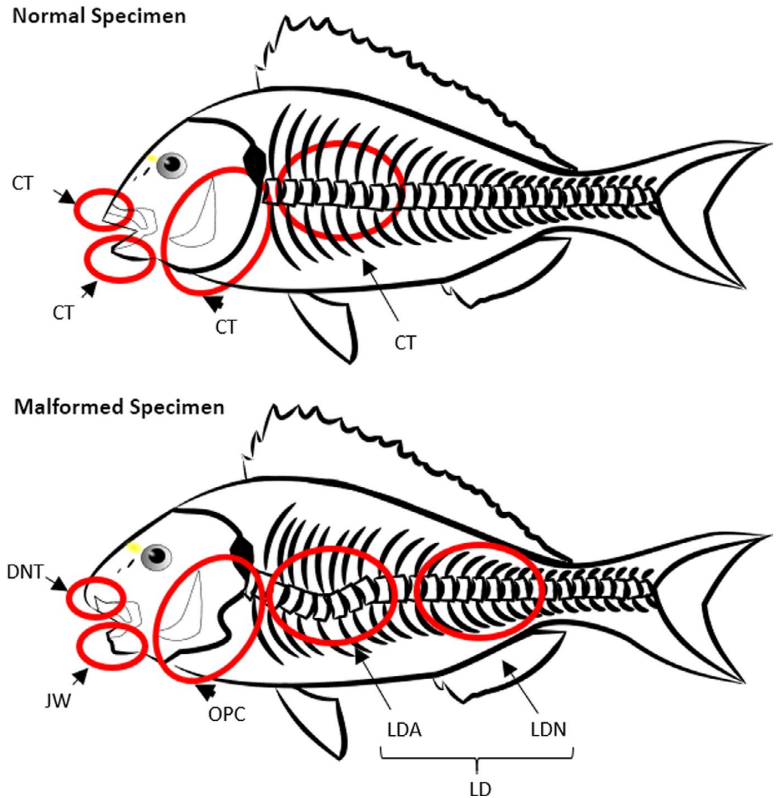 Normal Specimen
CT
CT
CT
CT
Malformed Specimen
DNT
JW
OPC
LDA
LDN
LD